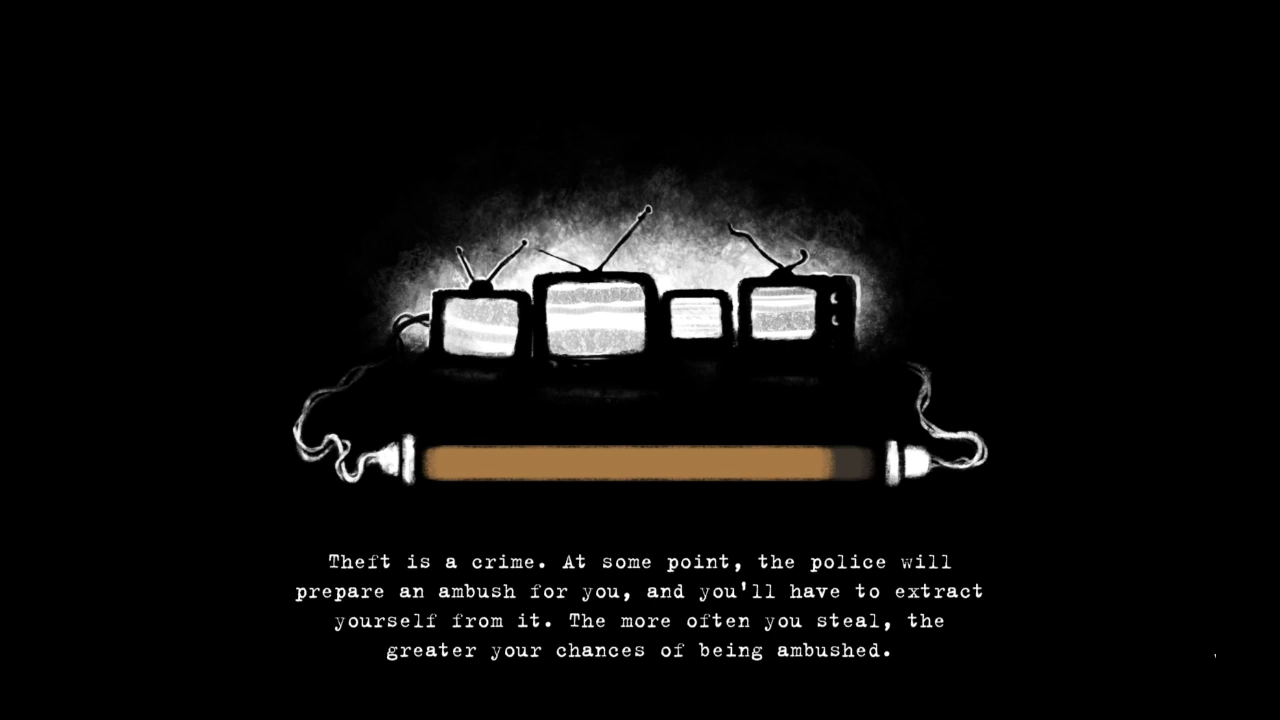 Theft is a crime. At some point, the police will
prepare an ambush for you, and you'll have to extract
yourself from it. The more often you steal, the
greater your chances of being ambushed.